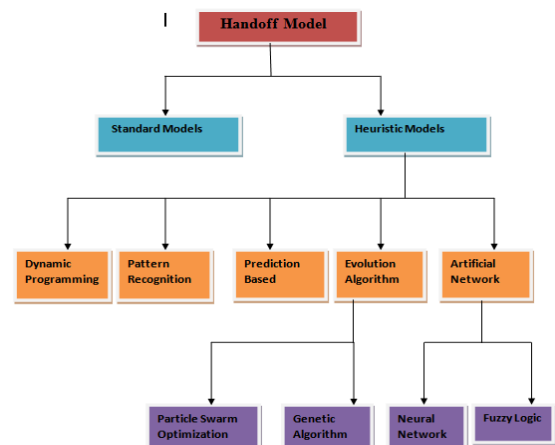 Handoff Model
Standard Models
Heuristic Models
Dynamic
Programming
Pattern
Recognition
Prediction
Based
Evolution
Algorithm
Artificial
Network
Particle Swarm
Optimization
Genetic
Algorithm
Neural
Network
Fuzzy Logic